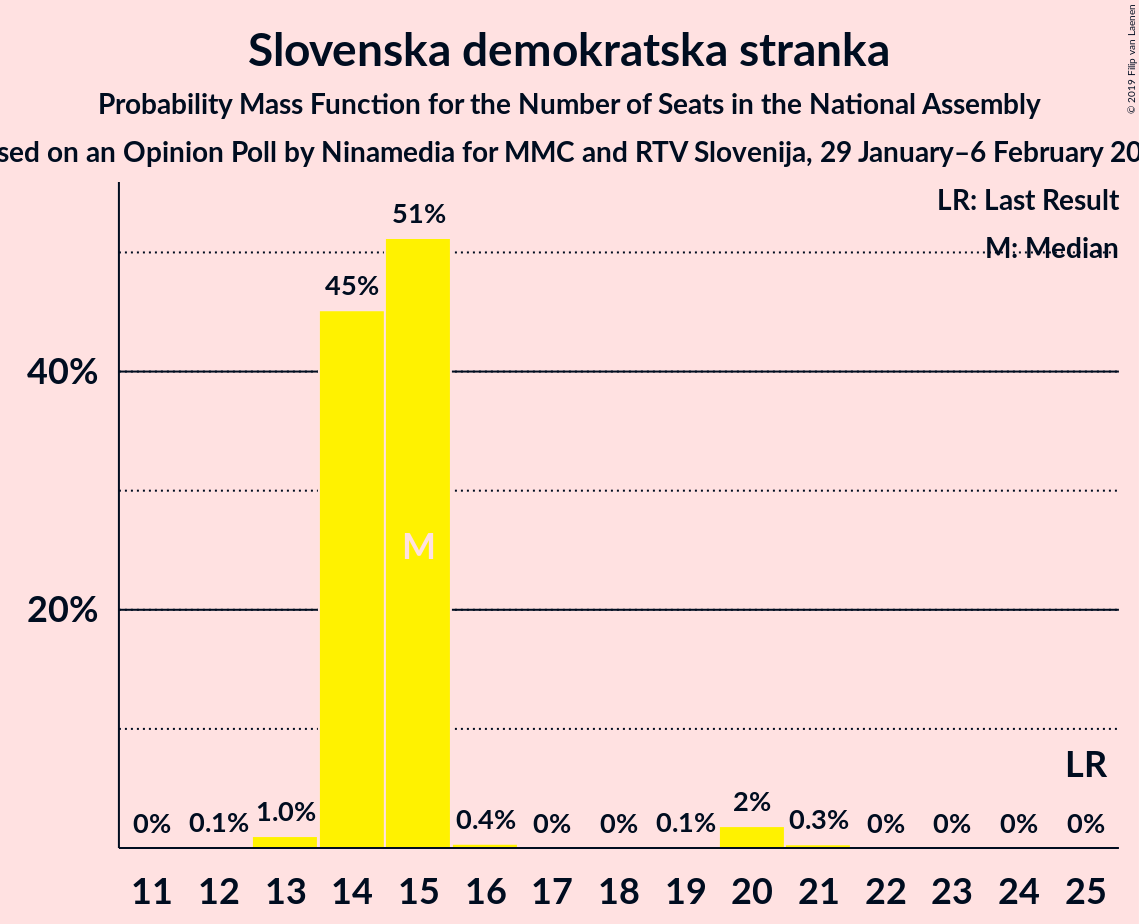 Slovenska demokratska stranka
Probability Mass Function for the Number of Seats in the National Assembly
sed on an Opinion Poll by Ninamedia for MMC and RTV Slovenija, 29 January–6 February 20
© 2019 Filip van Laenen
LR: Last Result
M: Median
51%
45%
40%
M
20%
LR
0% 0.1% 1.0% 0.4% 0% 0% 0.1% 2% 0.3% 0% 0% 0% 0%
11 12 13 14 15 16 17 18 19 20 21 22 23 24 25